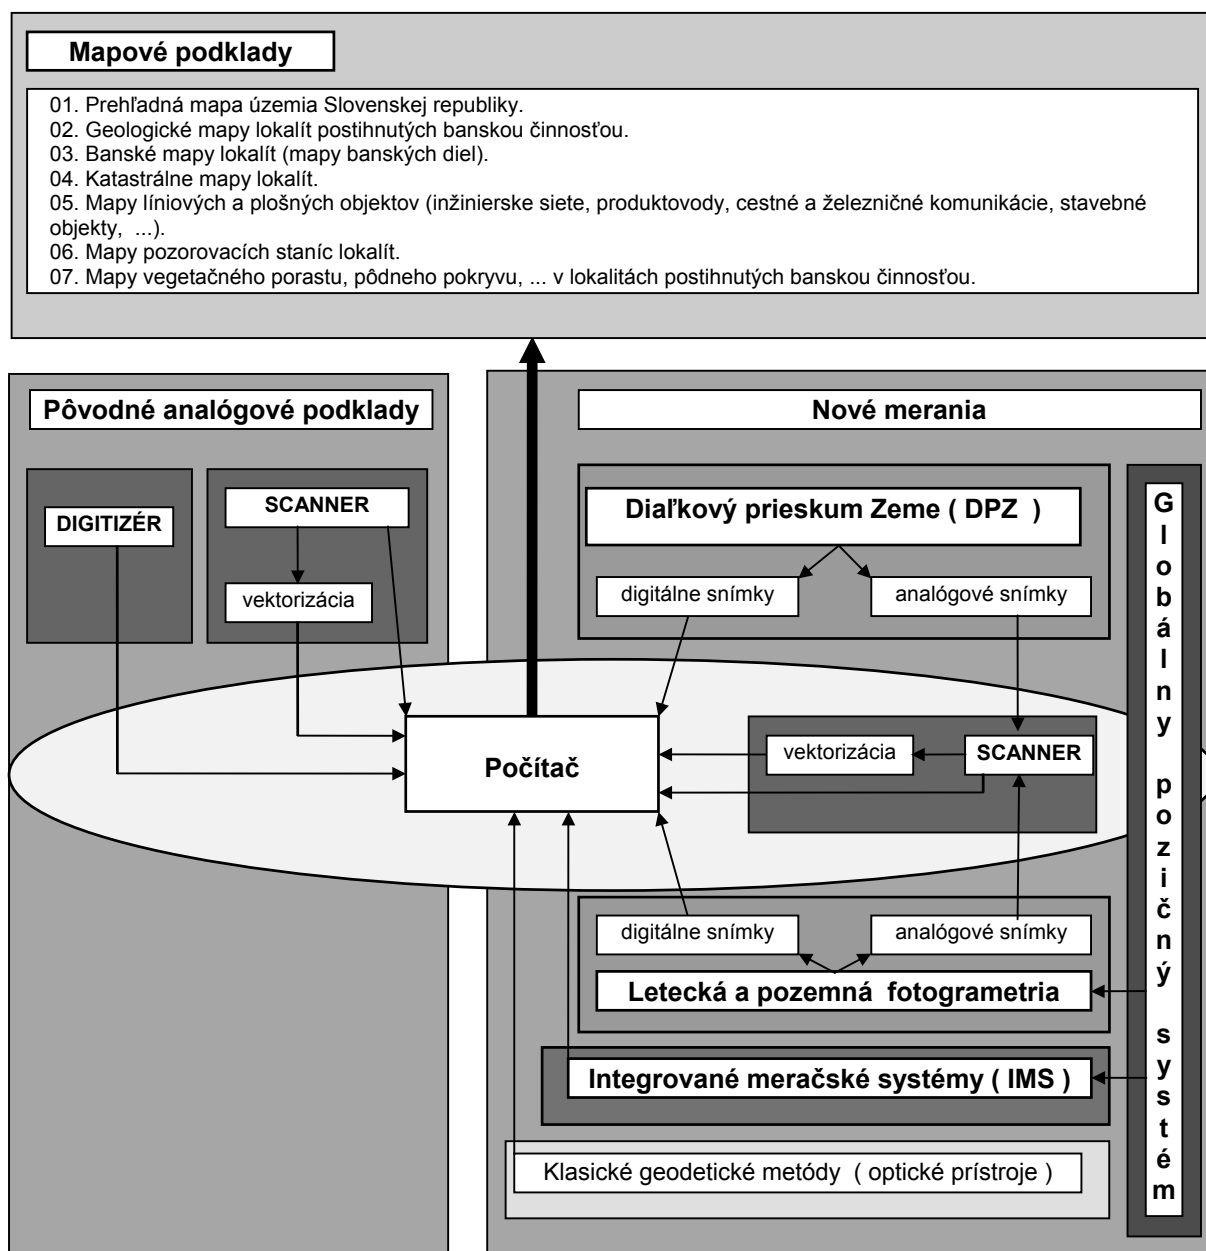 Mapové podklady
01. Prehľadná mapa územia Slovenskej republiky.
02. Geologické mapy lokalít postihnutých banskou činnosťou.
03. Banské mapy lokalít (mapy banských diel).
04. Katastrálne mapy lokalít.
05. Mapy líniových a plošných objektov (inžinierske siete, produktovody, cestné a železničné komunikácie, stavebné
objekty, ...).
06. Mapy pozorovacích staníc lokalít.
07. Mapy vegetačného porastu, pôdneho pokryvu, ... v lokalitách postihnutých banskou činnosťou.
Pôvodné analógové podklady
DIGITIZÉR
SCANNER
vektorizácia
Nové merania
Diaľkový prieskum Zeme ( DPZ )
digitálne snímky
analógové snímky
Počítač
vektorizácia
SCANNER
digitálne snímky
analógové snímky
Letecká a pozemná fotogrametria
Integrované meračské systémy ( IMS )
Klasické geodetické metódy ( optické prístroje )
Globálny pozičný systém